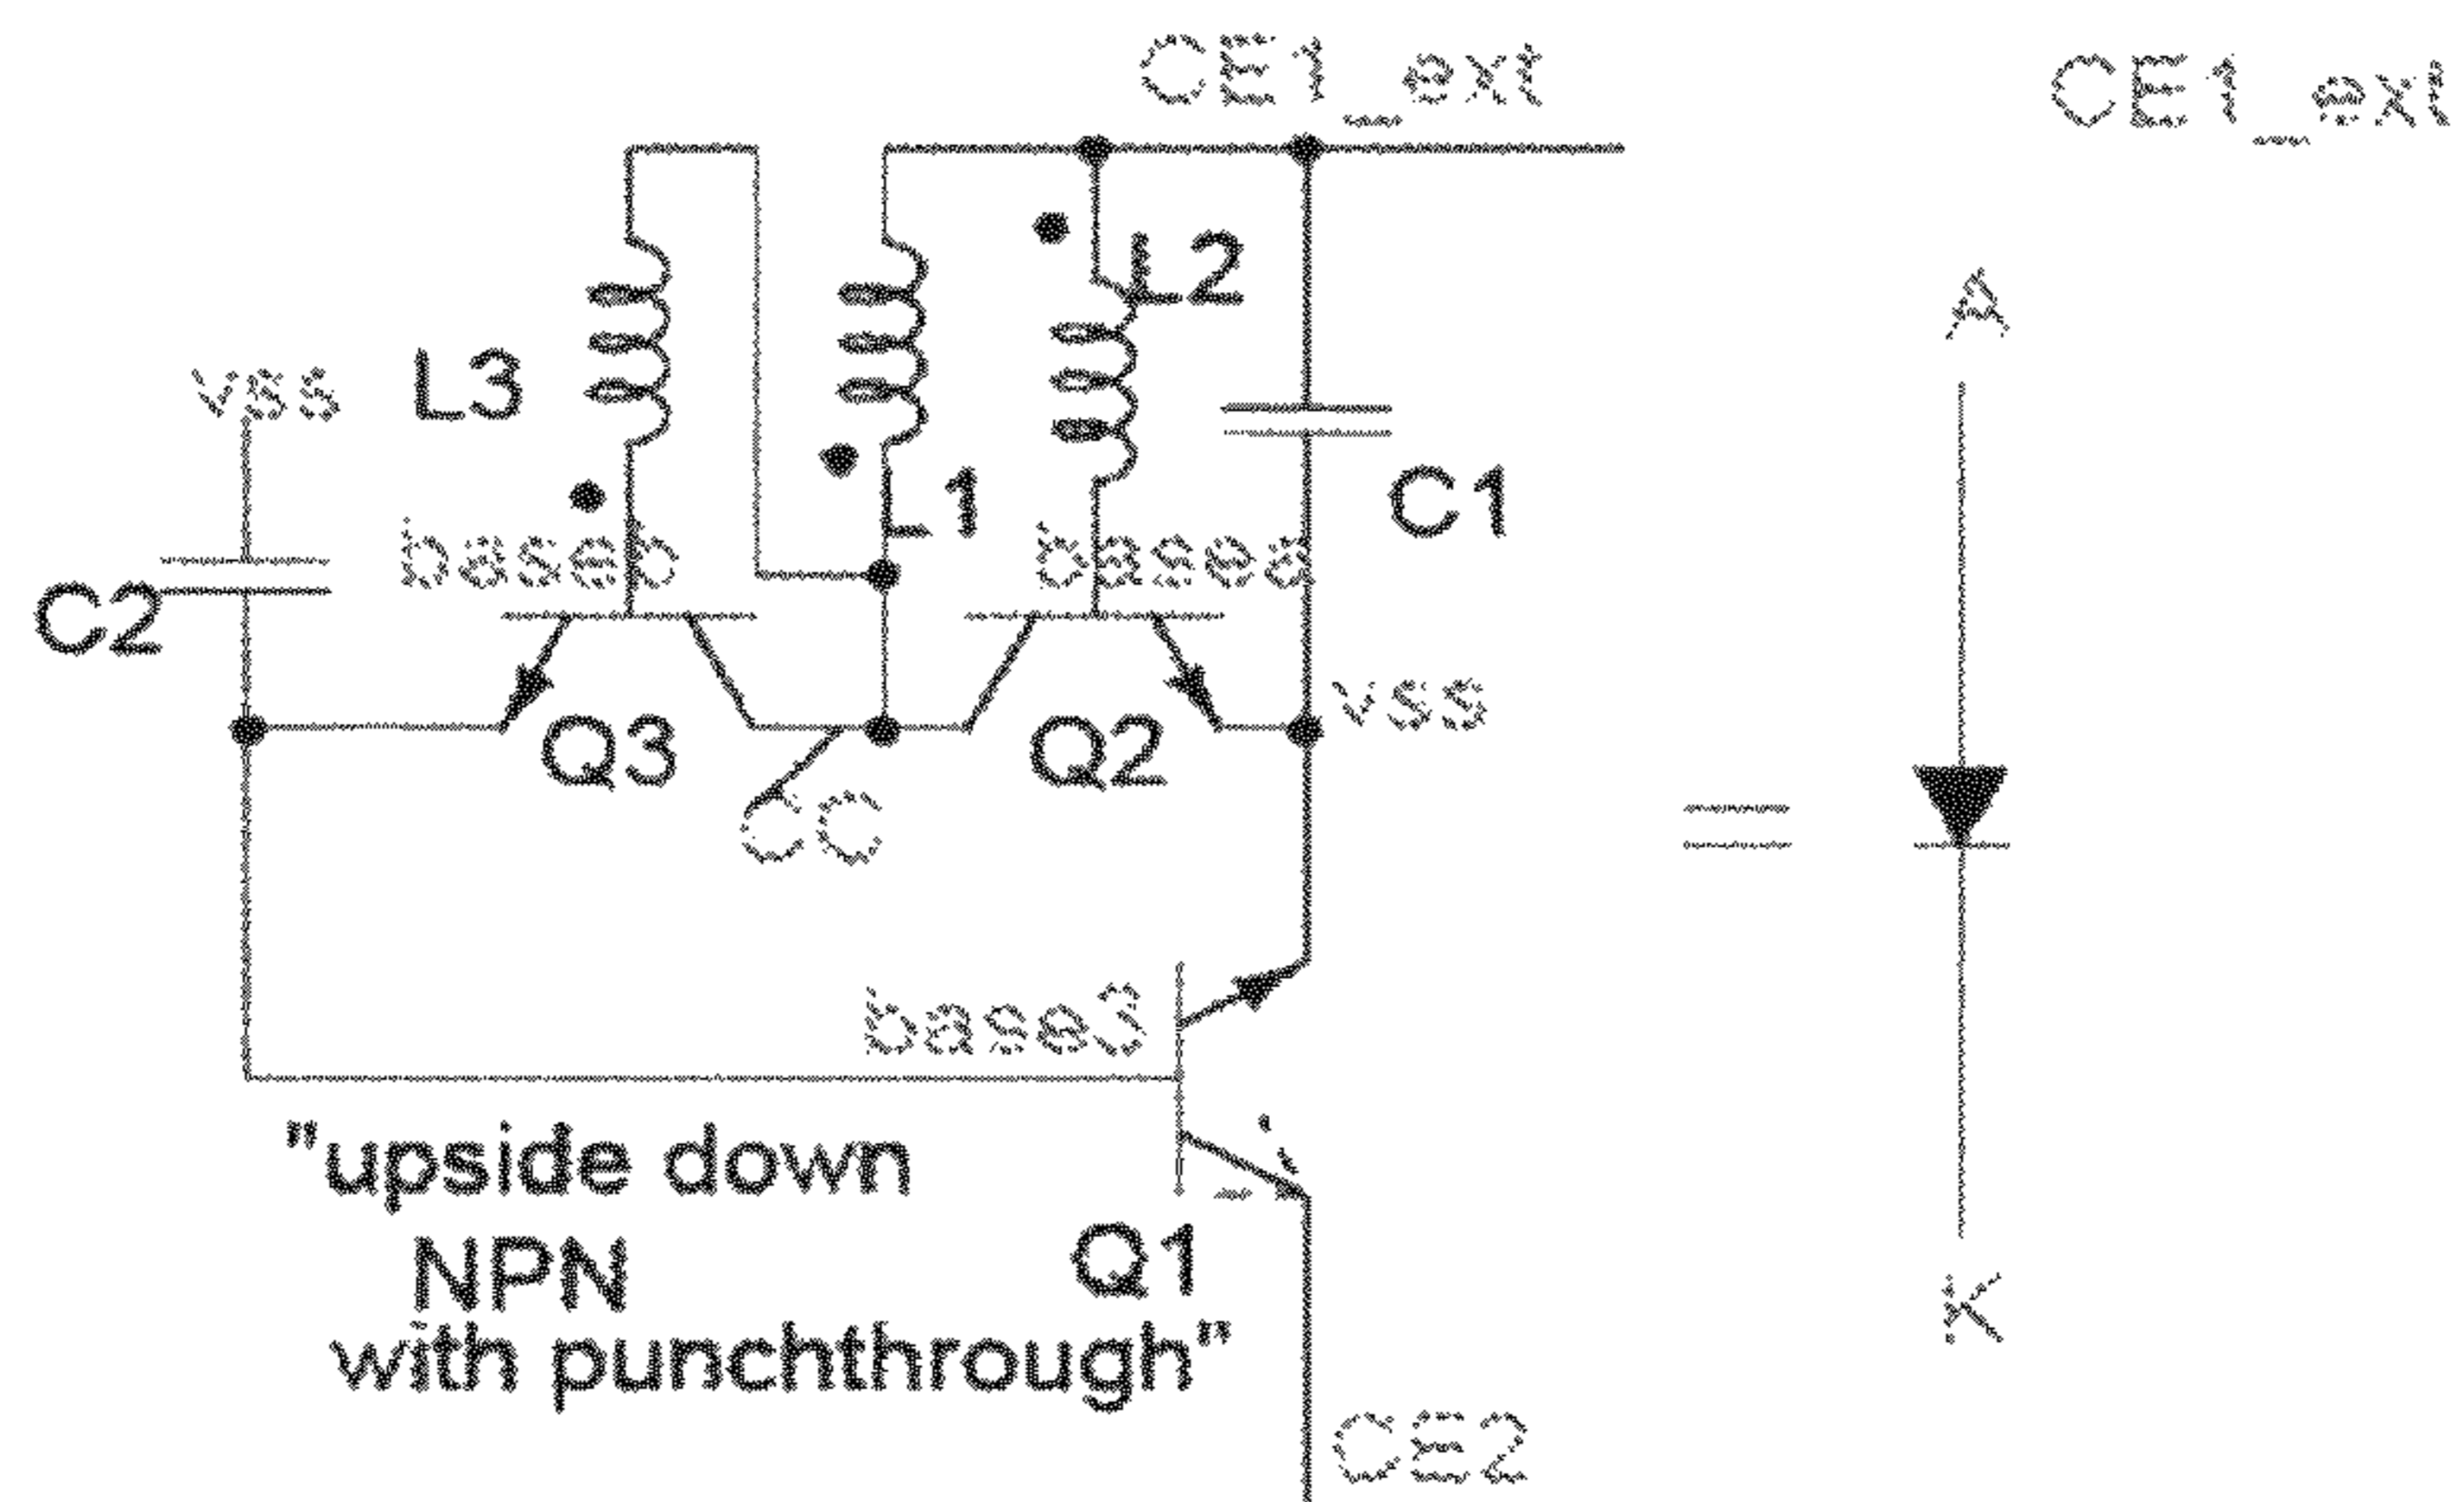 CE1_ext
CE1_ext
L2
A
L3
vss
C1
L1
baseb
basea
C2
vss
Q3
Q2
CC
"upside down
NPN
with punchthrough"
Q1
K
CE2